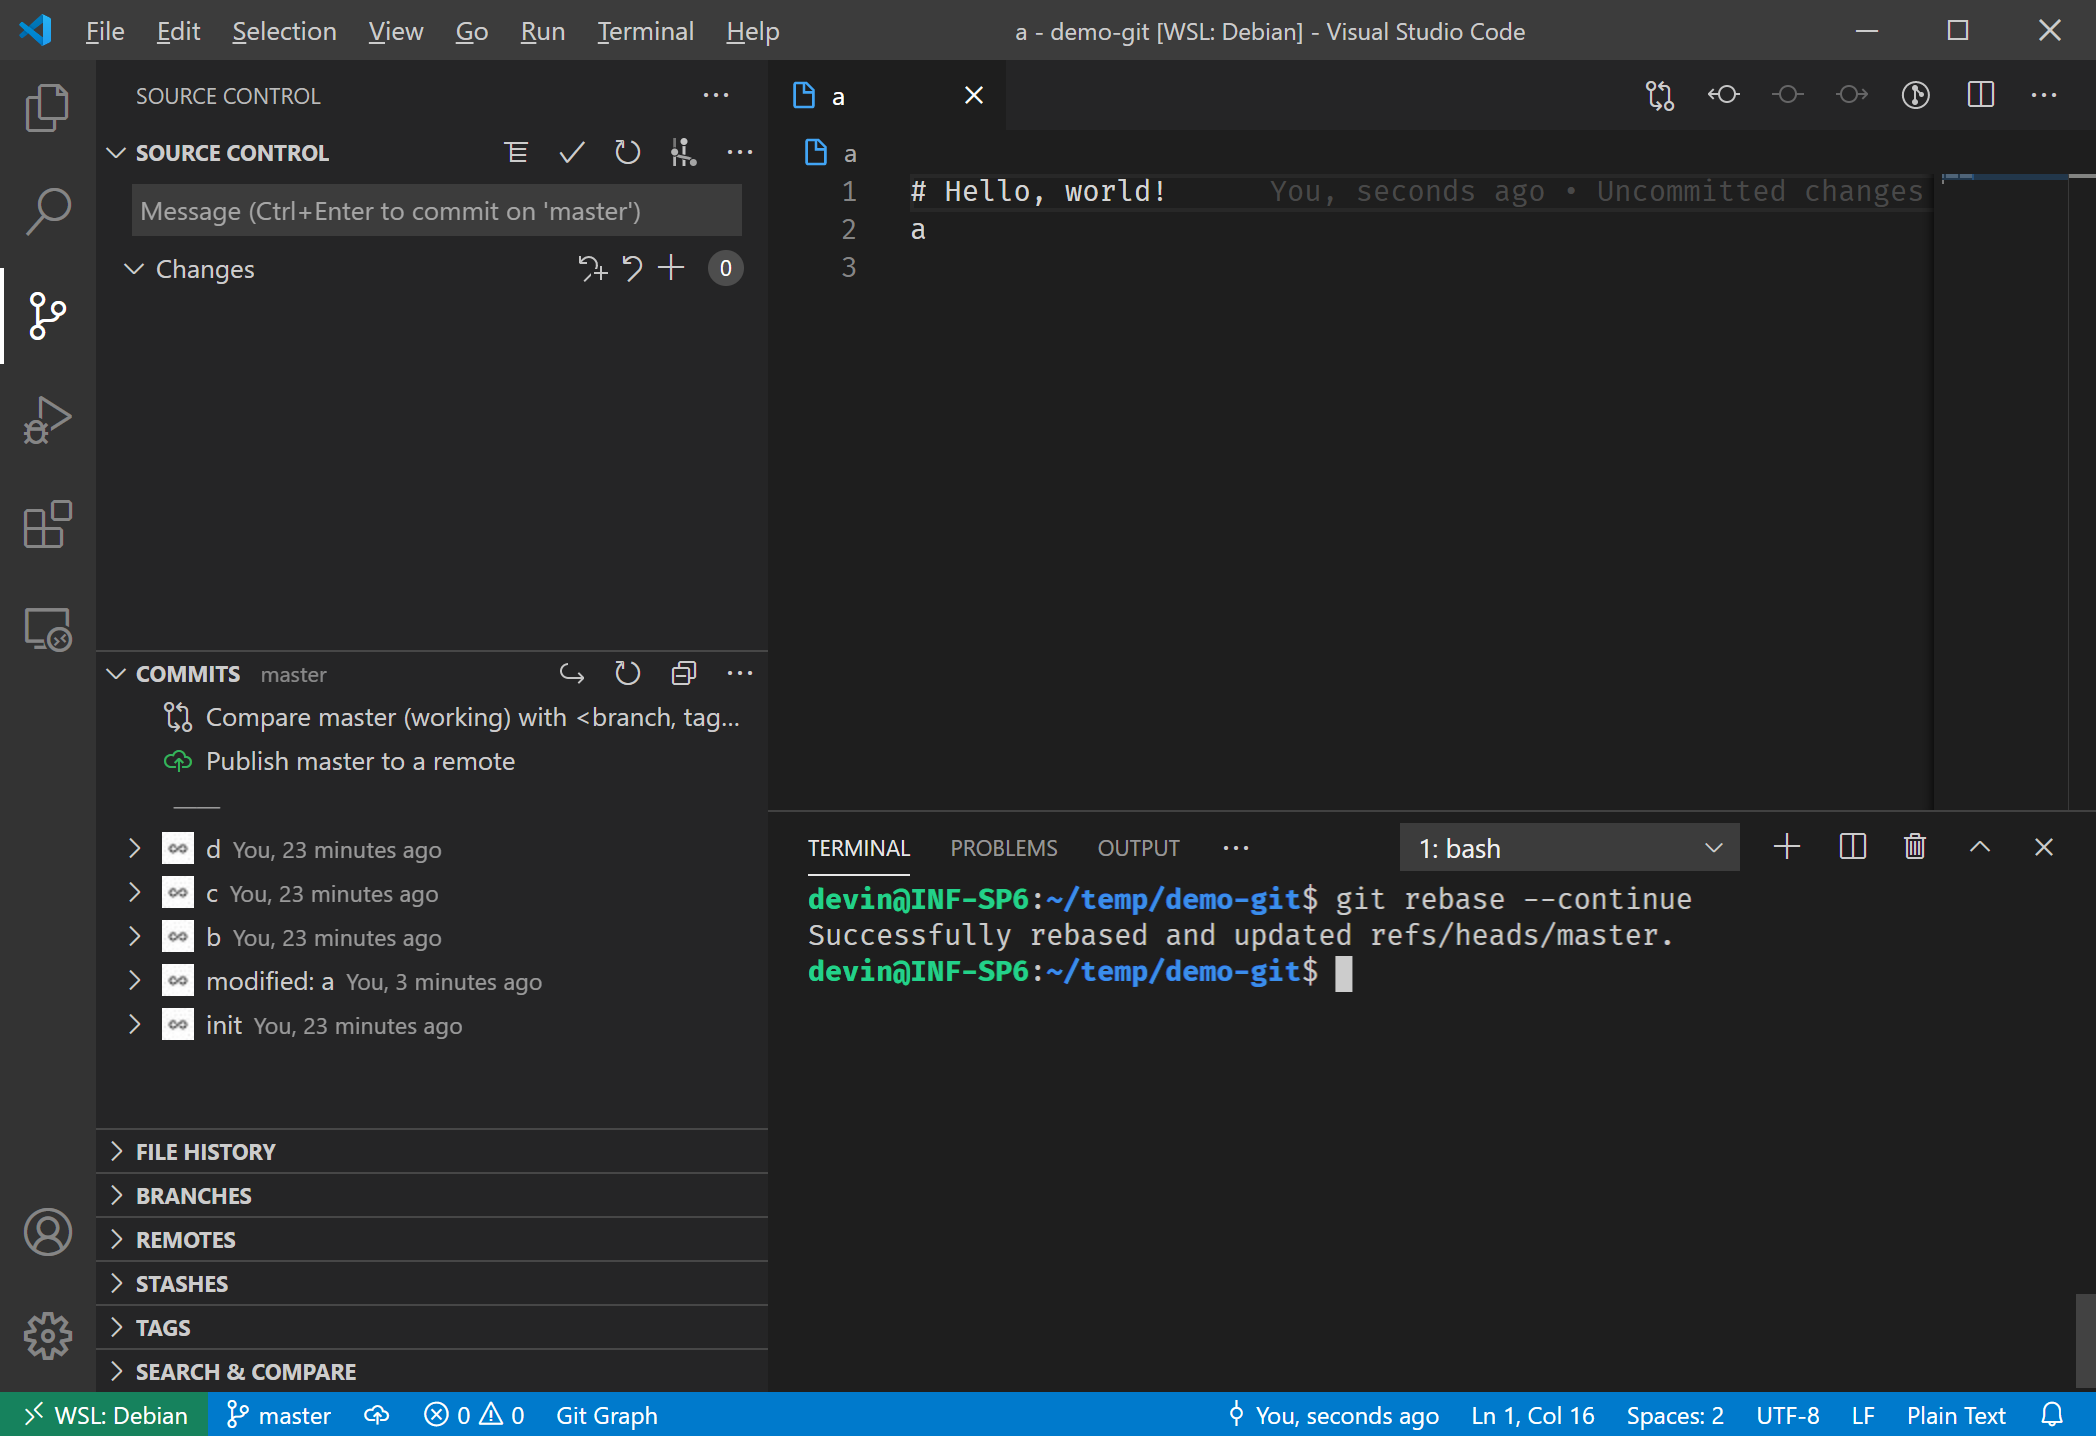 File Edit Selection View Go Run Terminal Help
a - demo-git [WSL: Debian] - Visual Studio Code
SOURCE CONTROL
SOURCE CONTROL
Message (Ctrl+Enter to commit on 'master')
Changes 0
COMMITS master
Compare master (working) with <branch, tag...
Publish master to a remote
d You, 23 minutes ago
c You, 23 minutes ago
b You, 23 minutes ago
modified: a You, 3 minutes ago
init You, 23 minutes ago
FILE HISTORY
BRANCHES
REMOTES
STASHES
TAGS
SEARCH & COMPARE
a
a
1 # Hello, world! You, seconds ago • Uncommitted changes
2 a
3
TERMINAL PROBLEMS OUTPUT 1: bash
devin@INF-SP6:~/temp/demo-git$ git rebase --continue
Successfully rebased and updated refs/heads/master.
devin@INF-SP6:~/temp/demo-git$
WSL: Debian master 0 0 Git Graph You, seconds ago Ln 1, Col 16 Spaces: 2 UTF-8 LF Plain Text